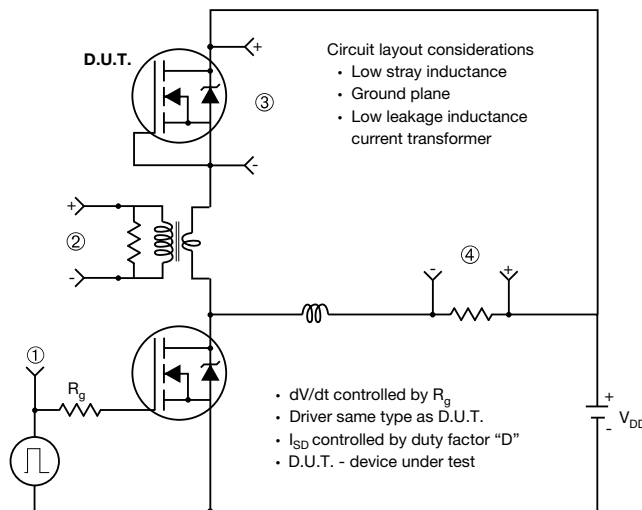 D.U.T.
+
③
-
Circuit layout considerations
• Low stray inductance
• Ground plane
• Low leakage inductance
current transformer
+
②
-
④
- +
①
Rg
• dV/dt controlled by Rg
• Driver same type as D.U.T.
• ISD controlled by duty factor “D”
• D.U.T. - device under test
+
VDD
-